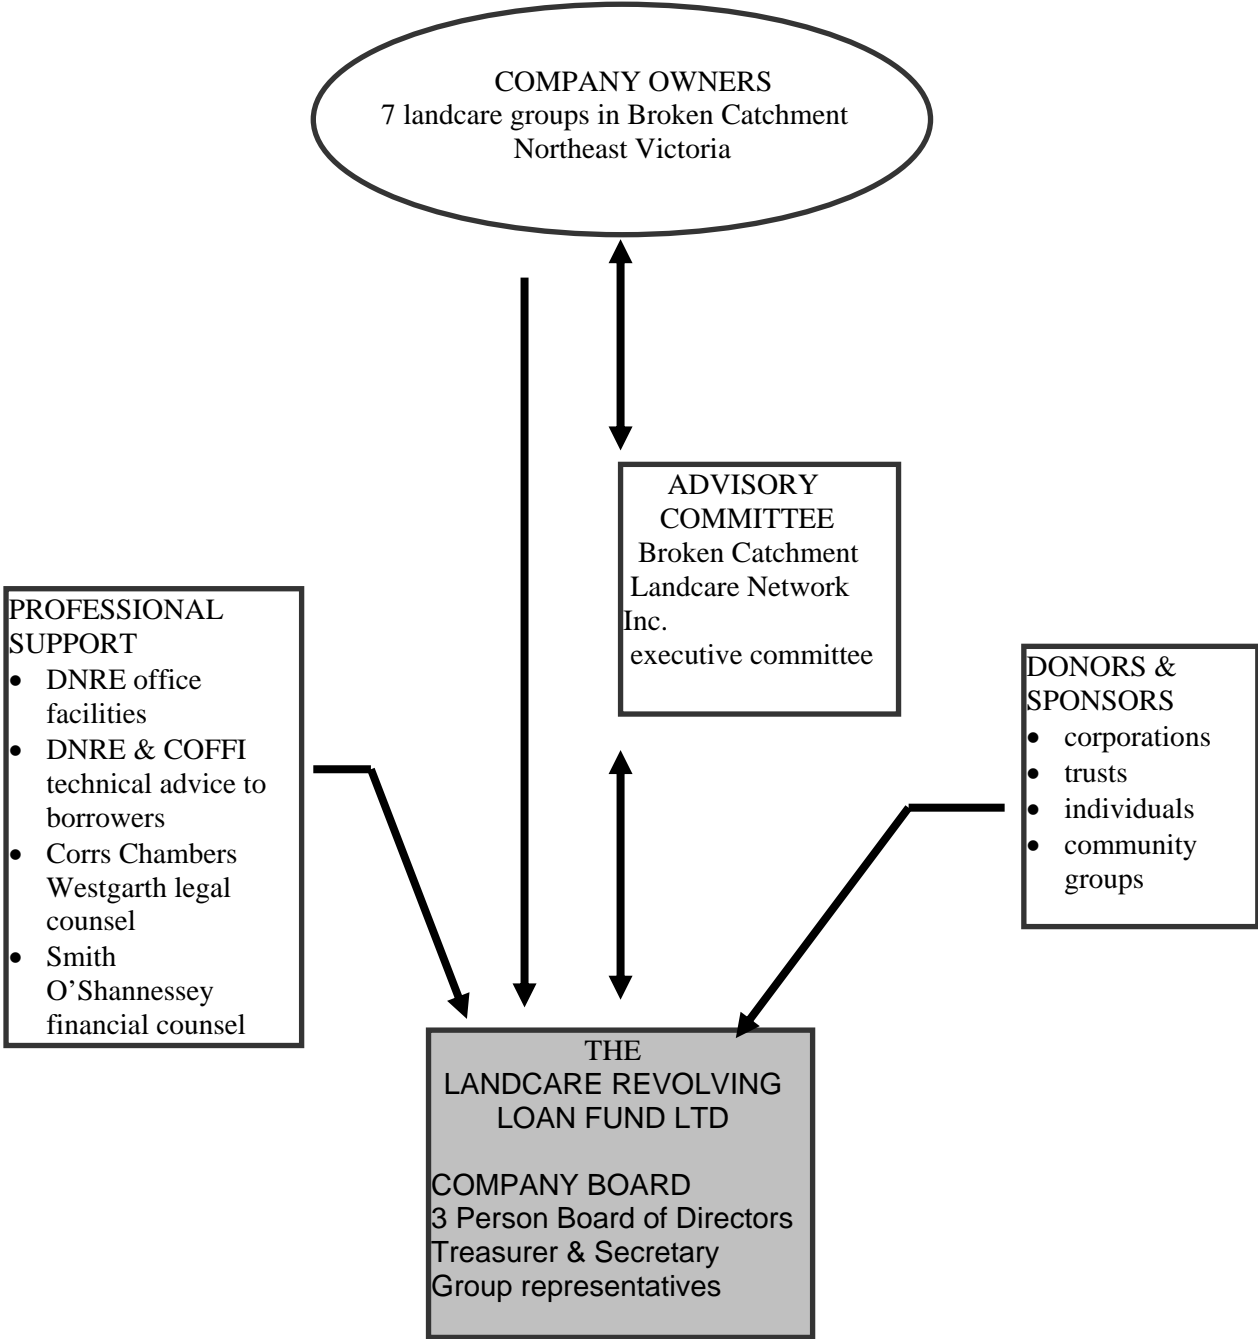 COMPANY OWNERS
7 landcare groups in Broken Catchment
Northeast Victoria
ADVISORY
COMMITTEE
Broken Catchment
Landcare Network
Inc.
executive committee
PROFESSIONAL
SUPPORT
• DNRE office
facilities
• DNRE & COFFI
technical advice to
borrowers
• Corrs Chambers
Westgarth legal
counsel
• Smith
O’Shannessey
financial counsel
DONORS &
SPONSORS
• corporations
• trusts
• individuals
• community
groups
THE
LANDCARE REVOLVING
LOAN FUND LTD
COMPANY BOARD
3 Person Board of Directors
Treasurer & Secretary
Group representatives